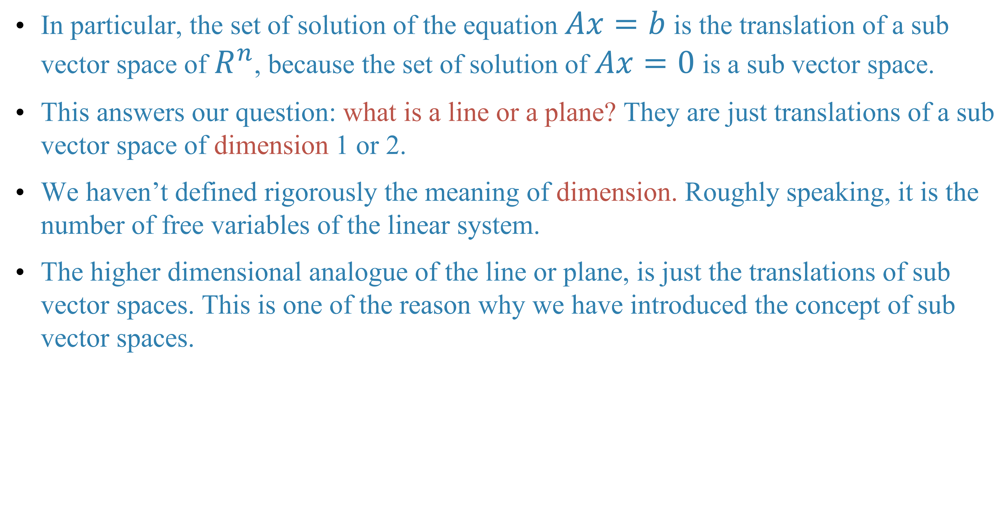 • In particular, the set of solution of the equation Ax = b is the translation of a sub
vector space of Rⁿ, because the set of solution of Ax = 0 is a sub vector space.
• This answers our question: what is a line or a plane? They are just translations of a sub
vector space of dimension 1 or 2.
• We haven’t defined rigorously the meaning of dimension. Roughly speaking, it is the
number of free variables of the linear system.
• The higher dimensional analogue of the line or plane, is just the translations of sub
vector spaces. This is one of the reason why we have introduced the concept of sub
vector spaces.